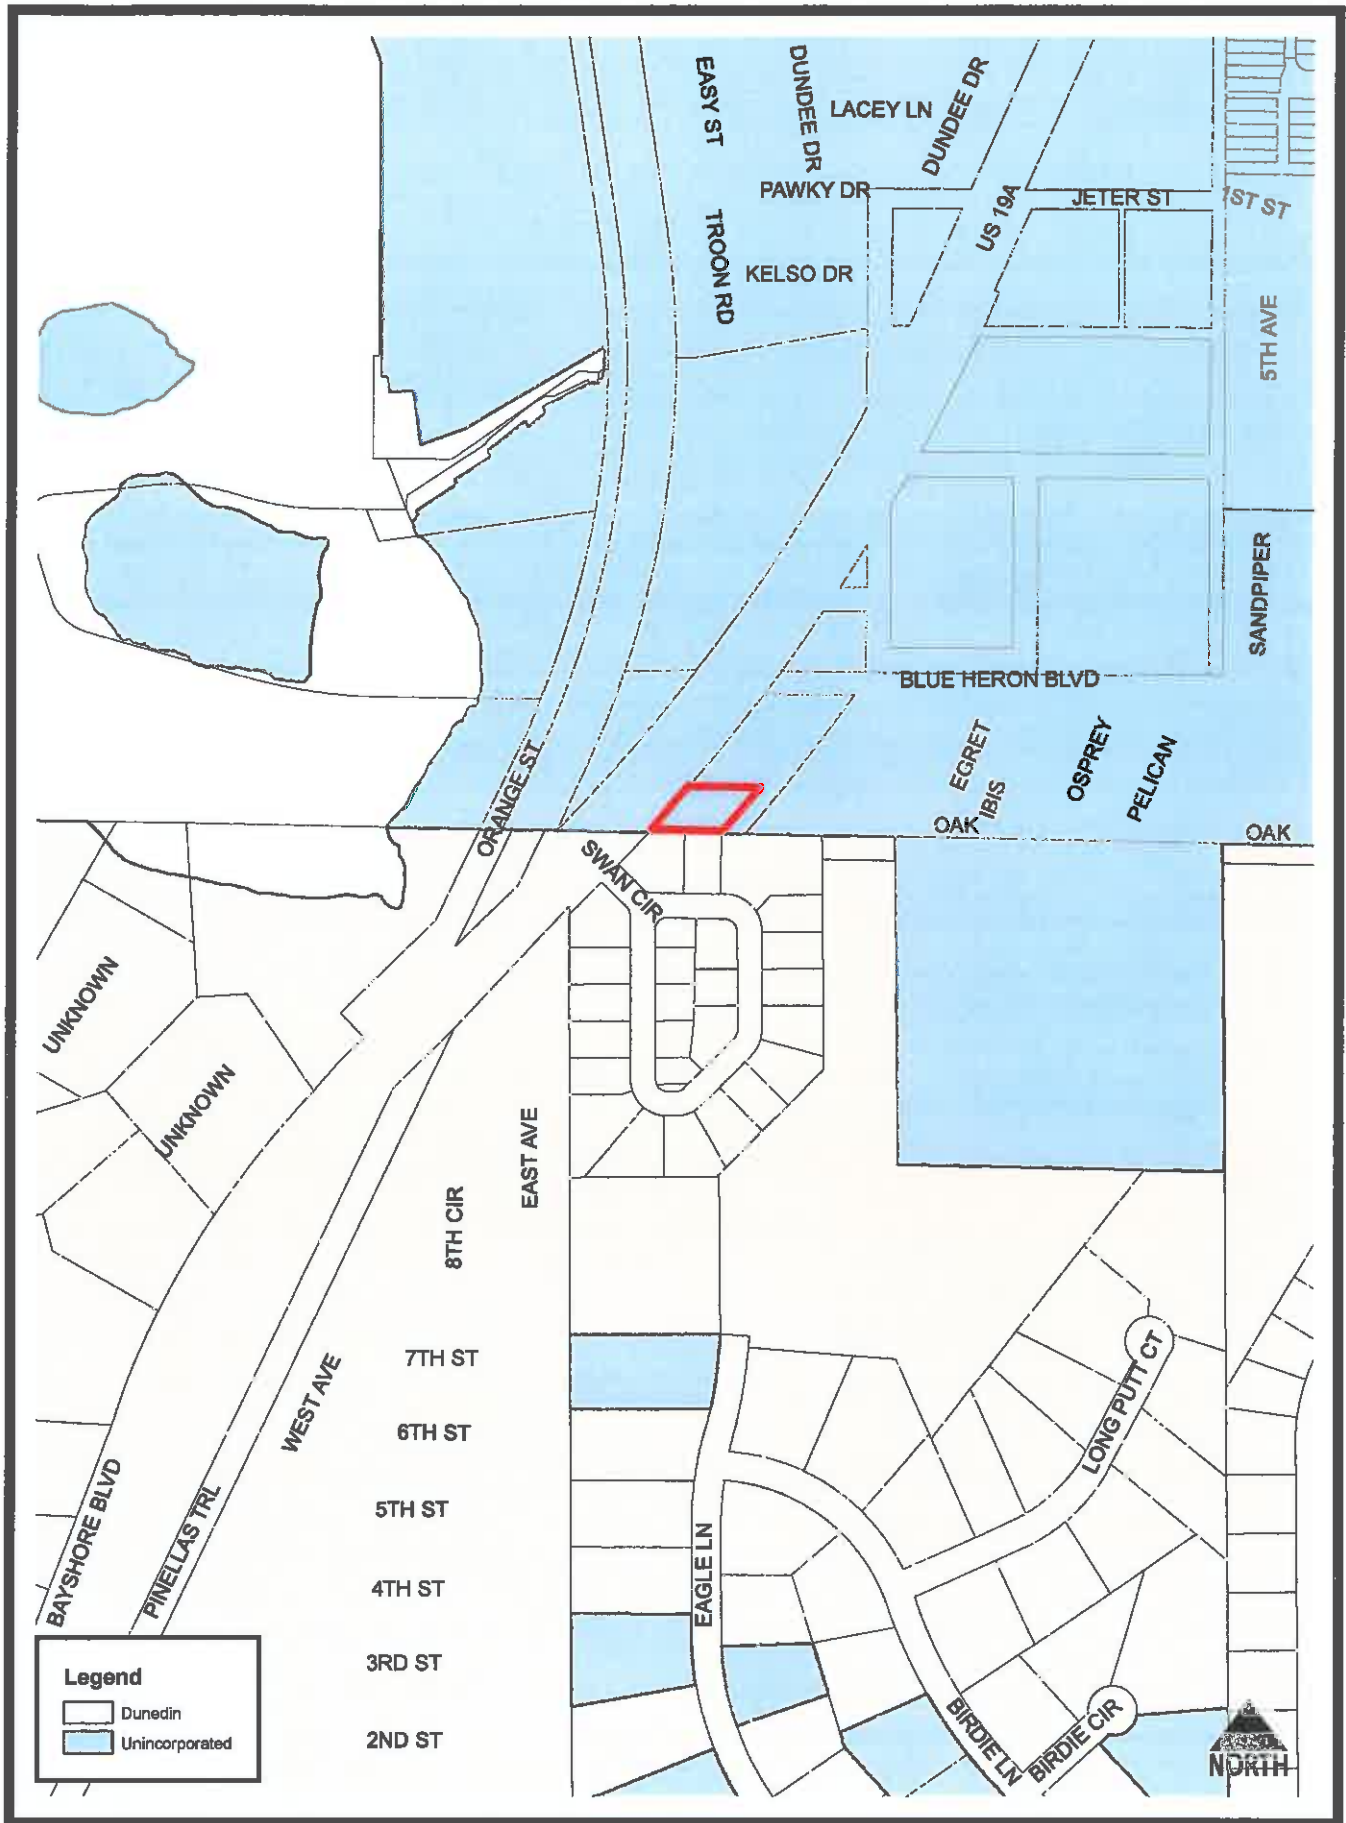 EASY ST
DUNDEE DR
LACEY LN
DUNDEE DR
PAWKY DR
US 19A
JETER ST
1ST ST
TROON RD
KELSO DR
5TH AVE
SANDPIPER
BLUE HERON BLVD
EGRET
IBIS
OSPREY
PELICAN
ORANGE ST
OAK
OAK
SWAN CIR
UNKNOWN
UNKNOWN
EAST AVE
8TH CIR
7TH ST
WEST AVE
6TH ST
LONG PUTT CT
5TH ST
BAYSHORE BLVD
PINELLAS TRL
EAGLE LN
4TH ST
3RD ST
2ND ST
BIRDIE LN
BIRDIE CIR
Legend
Dunedin
Unincorporated
NORTH